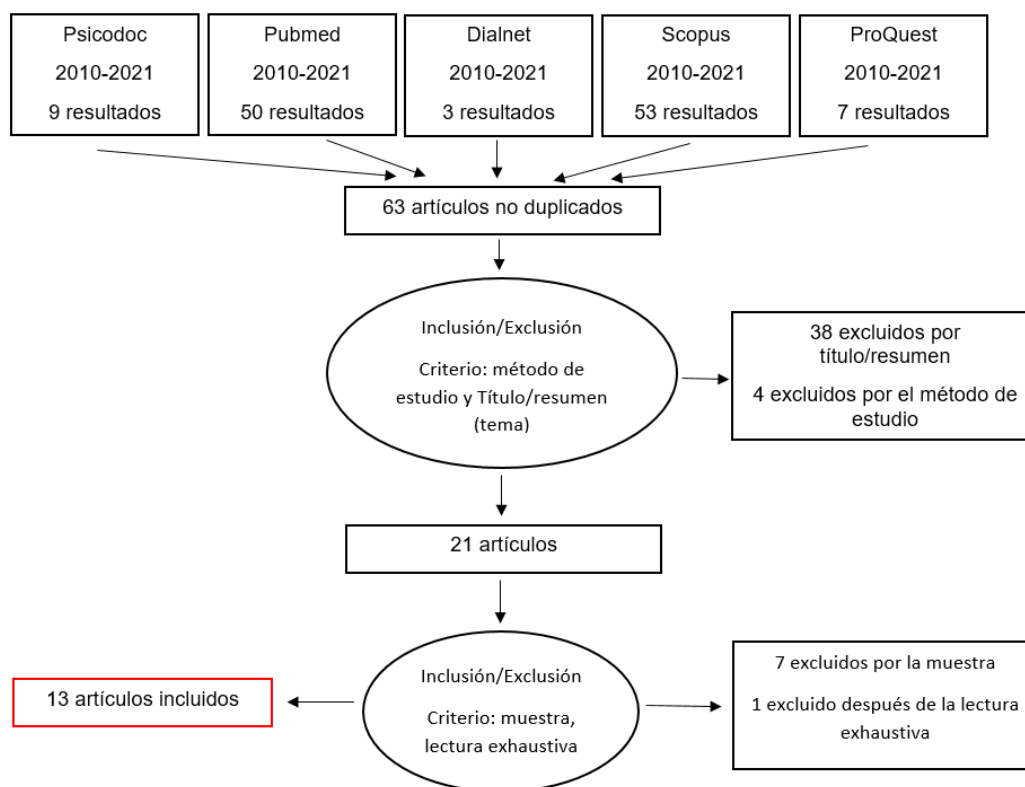 Psicodoc
2010-2021
9 resultados
Pubmed
2010-2021
50 resultados
Dialnet
2010-2021
3 resultados
Scopus
2010-2021
53 resultados
ProQuest
2010-2021
7 resultados
63 artículos no duplicados
Inclusión/Exclusión
Criterio: método de
estudio y Título/resumen
(tema)
38 excluidos por
título/resumen
4 excluidos por el método de
estudio
21 artículos
Inclusión/Exclusión
Criterio: muestra,
lectura exhaustiva
7 excluidos por la muestra
1 excluido después de la lectura
exhaustiva
13 artículos incluidos